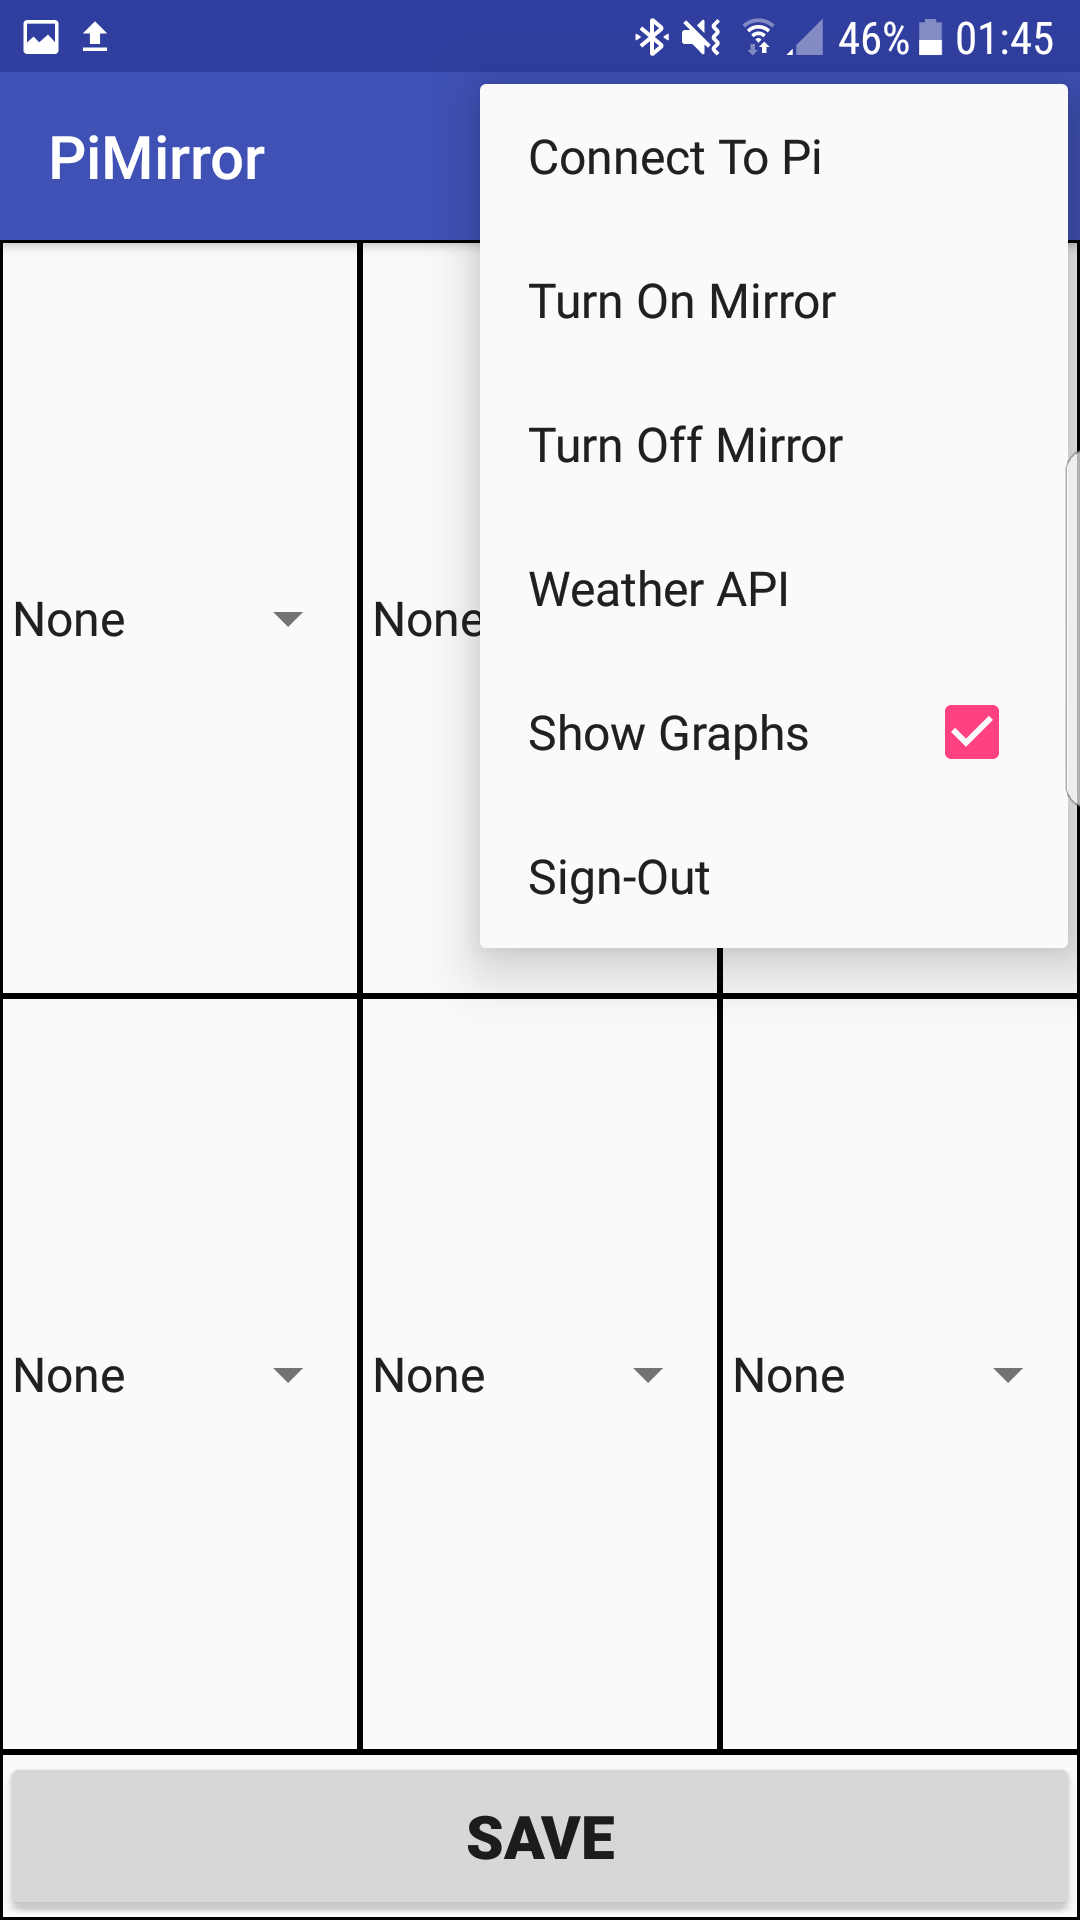 46% 01:45
PiMirror
Connect To Pi
Turn On Mirror
Turn Off Mirror
Weather API
Show Graphs
Sign-Out
None None
None None None
SAVE